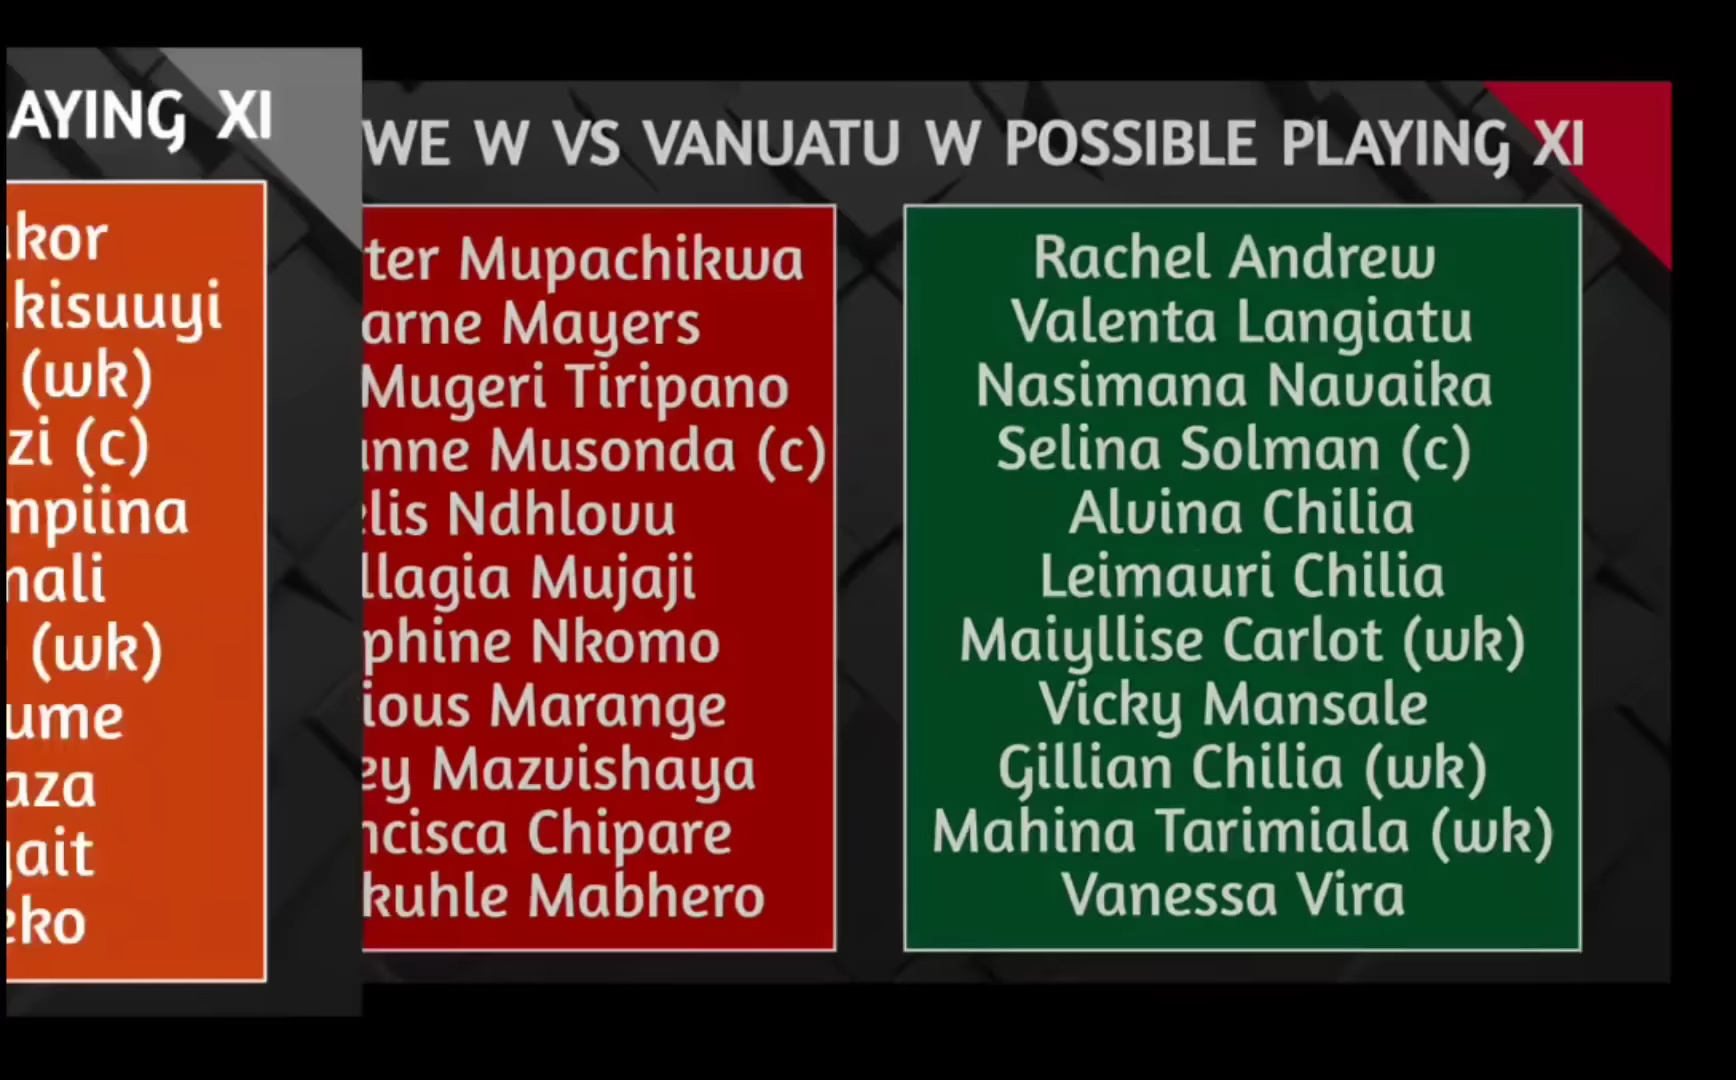 AYING XI
kor
kisuuyi
(wk)
zi (c)
mpiina
nali
(wk)
ume
aza
ait
eko
WE W VS VANUATU W POSSIBLE PLAYING XI
ter Mupachikwa
arne Mayers
Mugeri Tiripano
nne Musonda (c)
lis Ndhlovu
llagia Mujaji
phine Nkomo
ious Marange
ey Mazvishaya
ncisca Chipare
kuhle Mabhero
Rachel Andrew
Valenta Langiatu
Nasimana Navaika
Selina Solman (c)
Alvina Chilia
Leimauri Chilia
Maiyllise Carlot (wk)
Vicky Mansale
Gillian Chilia (wk)
Mahina Tarimiala (wk)
Vanessa Vira